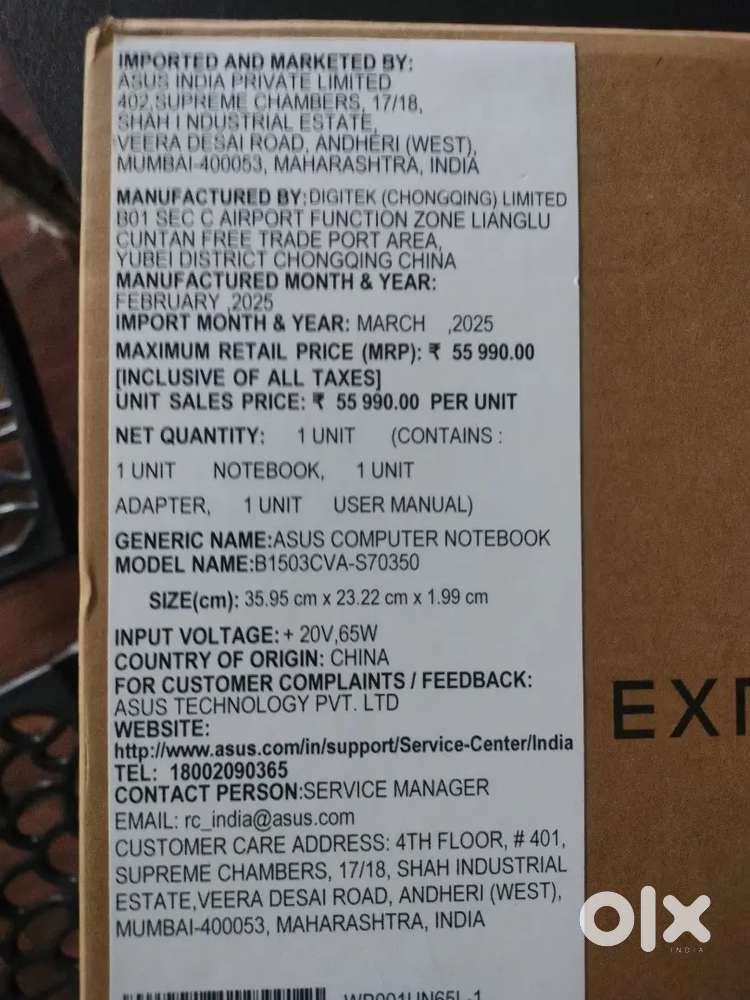 IMPORTED AND MARKETED BY:
ASUS INDIA PRIVATE LIMITED
402,SUPREME CHAMBERS, 17/18,
SHAH I NDUSTRIAL ESTATE,
VEERA DESAI ROAD, ANDHERI (WEST),
MUMBAI-400053, MAHARASHTRA, INDIA
MANUFACTURED BY:DIGITEK (CHONGQING) LIMITED
B01 SEC C AIRPORT FUNCTION ZONE LIANGLU
CUNTAN FREE TRADE PORT AREA,
YUBEI DISTRICT CHONGQING CHINA
MANUFACTURED MONTH & YEAR:
FEBRUARY ,2025
IMPORT MONTH & YEAR: MARCH ,2025
MAXIMUM RETAIL PRICE (MRP): ₹ 55 990.00
[INCLUSIVE OF ALL TAXES]
UNIT SALES PRICE: ₹ 55 990.00 PER UNIT
NET QUANTITY: 1 UNIT (CONTAINS :
1 UNIT NOTEBOOK, 1 UNIT
ADAPTER, 1 UNIT USER MANUAL)
GENERIC NAME:ASUS COMPUTER NOTEBOOK
MODEL NAME:B1503CVA-S70350
SIZE(cm): 35.95 cm x 23.22 cm x 1.99 cm
INPUT VOLTAGE: + 20V,65W
COUNTRY OF ORIGIN: CHINA
FOR CUSTOMER COMPLAINTS / FEEDBACK:
ASUS TECHNOLOGY PVT. LTD
WEBSITE:
http://www.asus.com/in/support/Service-Center/India
TEL: 18002090365
CONTACT PERSON:SERVICE MANAGER
EMAIL: rc_india@asus.com
CUSTOMER CARE ADDRESS: 4TH FLOOR, # 401,
SUPREME CHAMBERS, 17/18, SHAH INDUSTRIAL
ESTATE,VEERA DESAI ROAD, ANDHERI (WEST),
MUMBAI-400053, MAHARASHTRA, INDIA
EX
olx
INDIA